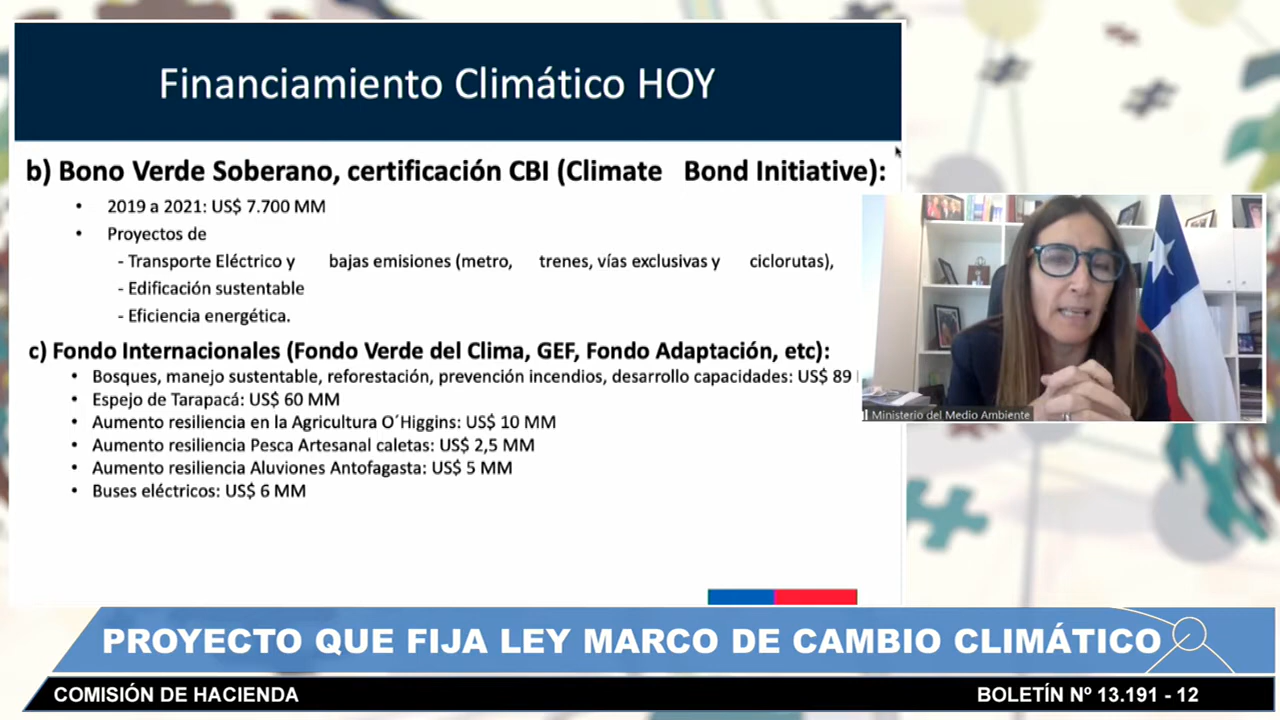 Financiamiento Climático HOY
b) Bono Verde Soberano, certificación CBI (Climate Bond Initiative):
• 2019 a 2021: US$ 7.700 MM
• Proyectos de
- Transporte Eléctrico y bajas emisiones (metro, trenes, vías exclusivas y ciclorutas),
- Edificación sustentable
- Eficiencia energética.
c) Fondo Internacionales (Fondo Verde del Clima, GEF, Fondo Adaptación, etc):
• Bosques, manejo sustentable, reforestación, prevención incendios, desarrollo capacidades: US$ 89
• Espejo de Tarapacá: US$ 60 MM
• Aumento resiliencia en la Agricultura O´Higgins: US$ 10 MM
• Aumento resiliencia Pesca Artesanal caletas: US$ 2,5 MM
• Aumento resiliencia Aluviones Antofagasta: US$ 5 MM
• Buses eléctricos: US$ 6 MM
Ministerio del Medio Ambiente
PROYECTO QUE FIJA LEY MARCO DE CAMBIO CLIMÁTICO
COMISIÓN DE HACIENDA
BOLETÍN Nº 13.191 - 12